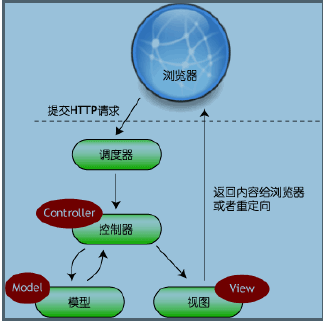 浏览器
提交HTTP请求
调度器
返回内容给浏览器
或者重定向
Controller
控制器
Model
模型
视图
View